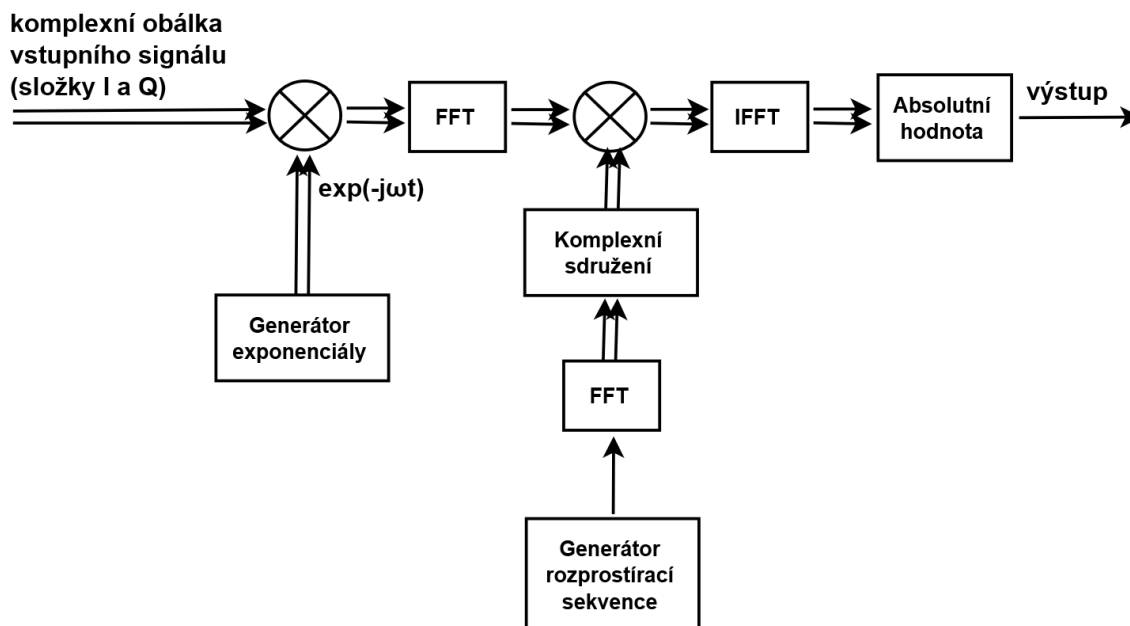 komplexní obálka
vstupního signálu
(složky I a Q)
FFT
IFFT
Absolutní
hodnota
výstup
exp(-jωt)
Komplexní
sdružení
Generátor
exponenciály
FFT
Generátor
rozprostírací
sekvence